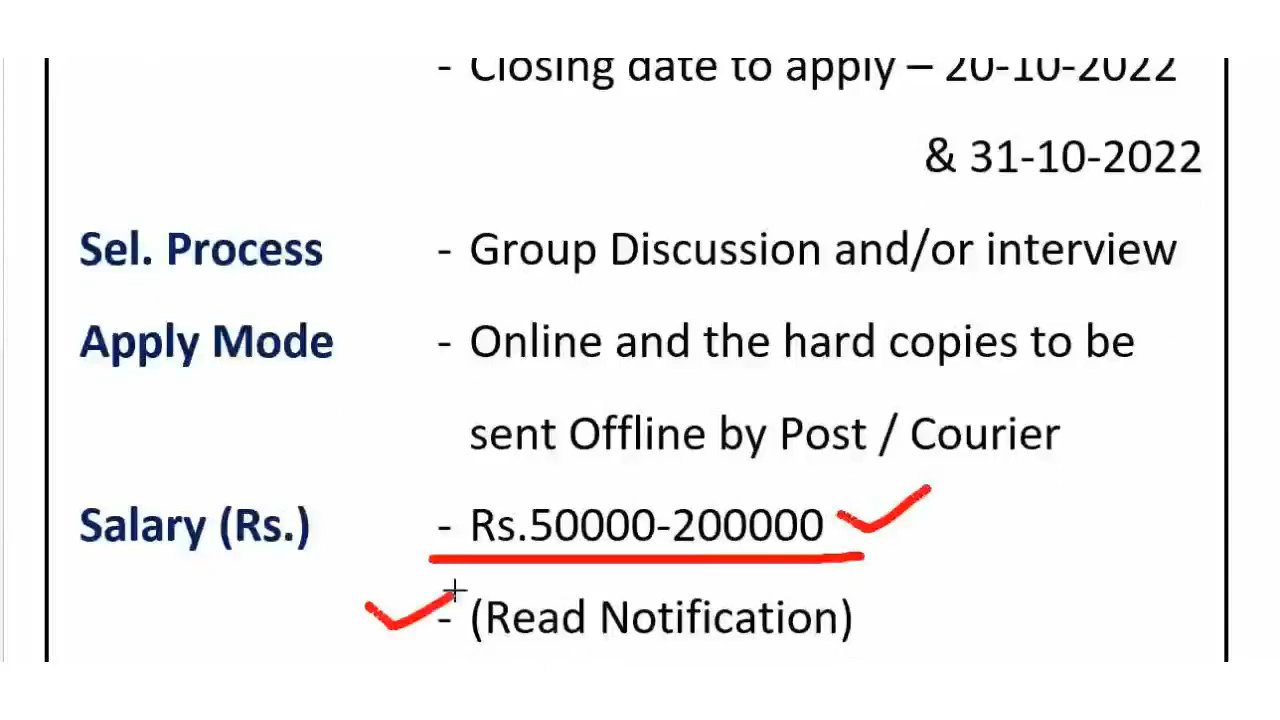 - Closing date to apply – 20-10-2022
& 31-10-2022
Sel. Process - Group Discussion and/or interview
Apply Mode - Online and the hard copies to be
sent Offline by Post / Courier
Salary (Rs.) - Rs.50000-200000
- (Read Notification)